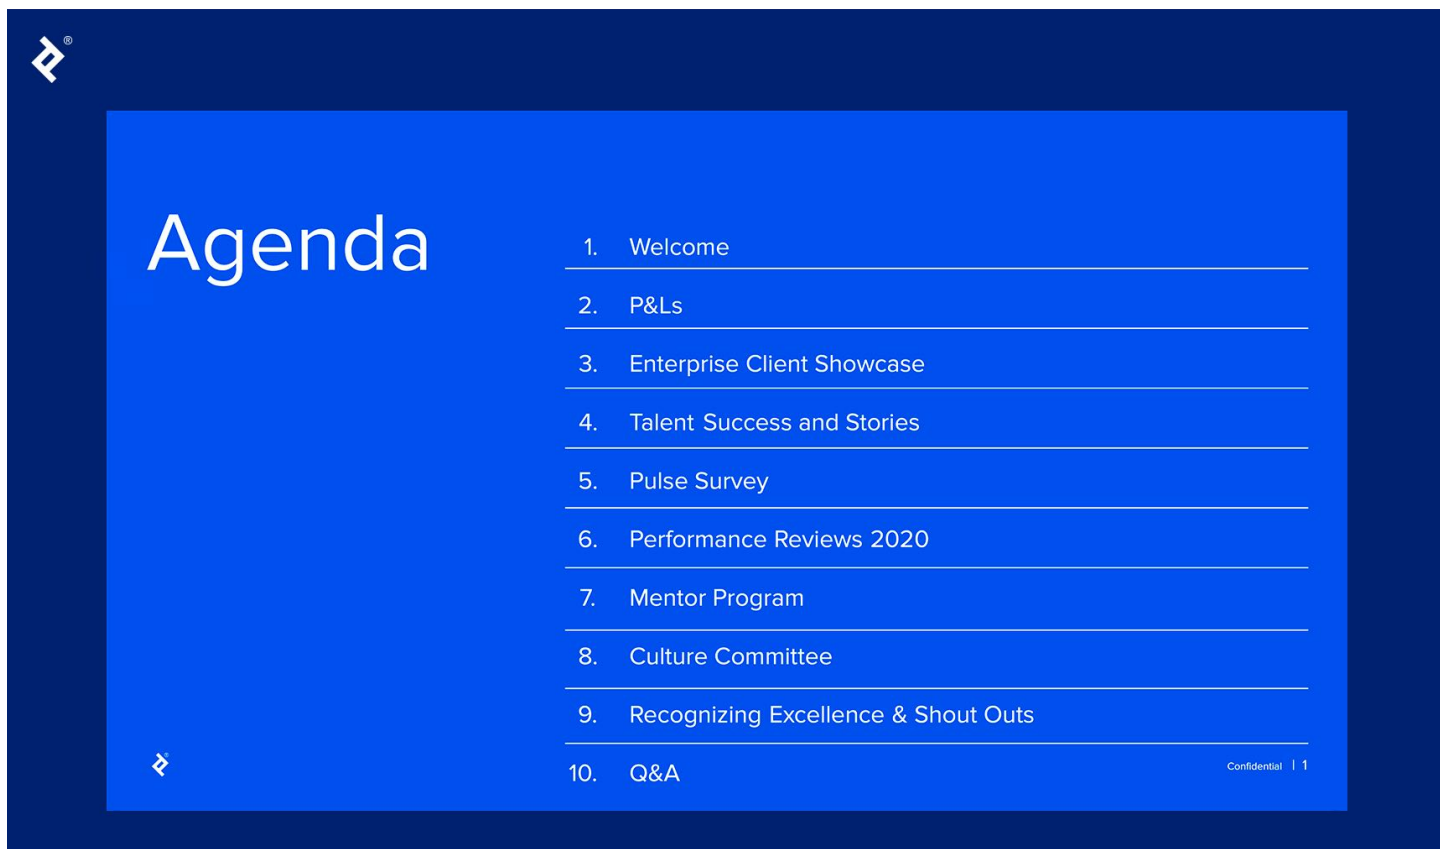 ®
Agenda
1. Welcome
2. P&Ls
3. Enterprise Client Showcase
4. Talent Success and Stories
5. Pulse Survey
6. Performance Reviews 2020
7. Mentor Program
8. Culture Committee
9. Recognizing Excellence & Shout Outs
10. Q&A
Confidential | 1